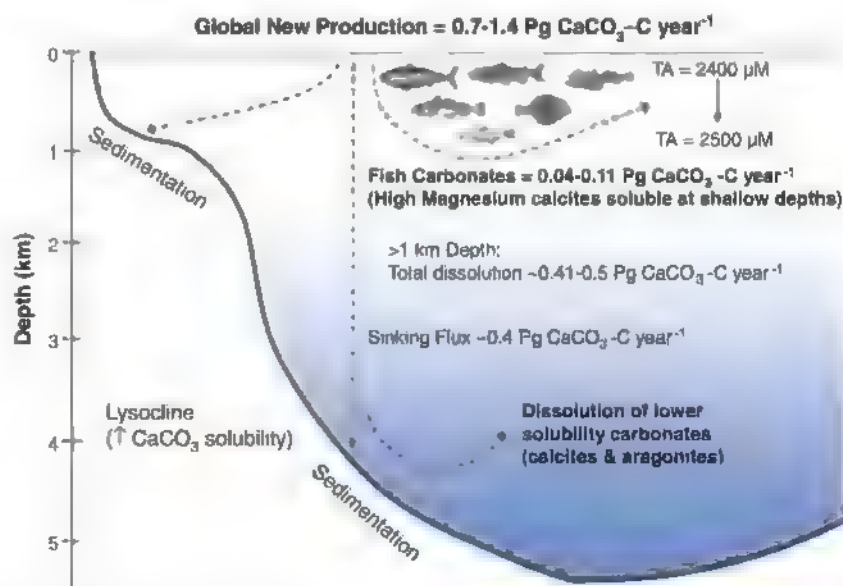 Global New Production = 0.7-1.4 Pg CaCO₃-C year⁻¹
0
TA = 2400 µM
TA = 2500 µM
Sedimentation
1
Fish Carbonates = 0.04-0.11 Pg CaCO₃ -C year⁻¹
(High Magnesium calcites soluble at shallow depths)
2
>1 km Depth:
Total dissolution ~0.41-0.5 Pg CaCO₃-C year⁻¹
Depth (km)
3
Sinking Flux ~0.4 Pg CaCO₃-C year⁻¹
Lysocline
(↑ CaCO₃ solubility)
4
Dissolution of lower
solubility carbonates
(calcites & aragonites)
Sedimentation
5